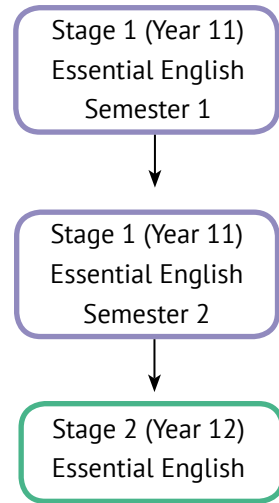 Stage 1 (Year 11)
Essential English
Semester 1
Stage 1 (Year 11)
Essential English
Semester 2
Stage 2 (Year 12)
Essential English